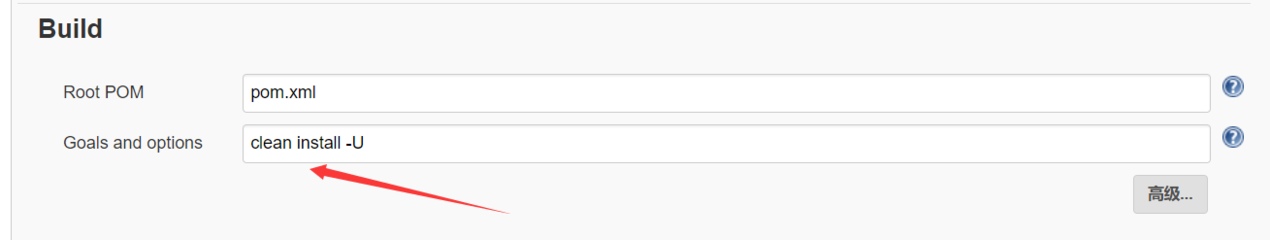 Build
Root POM pom.xml
Goals and options clean install -U
高级...